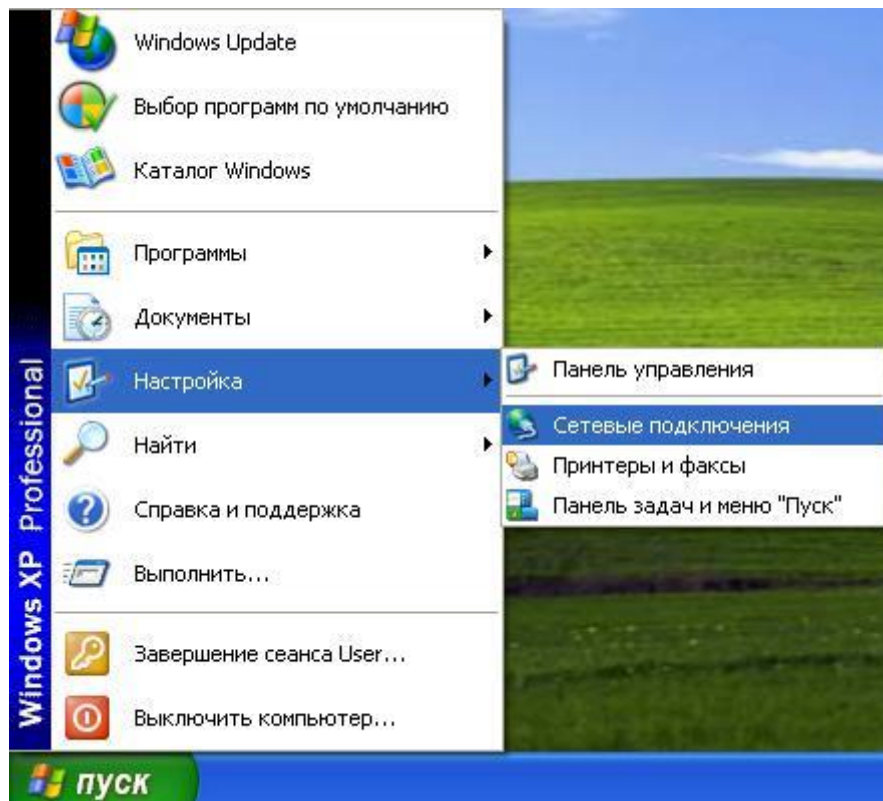 Windows Update
Выбор программ по умолчанию
Каталог Windows
Программы
Документы
Настройка
Найти
Справка и поддержка
Выполнить...
Завершение сеанса User...
Выключить компьютер...
Панель управления
Сетевые подключения
Принтеры и факсы
Панель задач и меню "Пуск"
Windows XP Professional
пуск